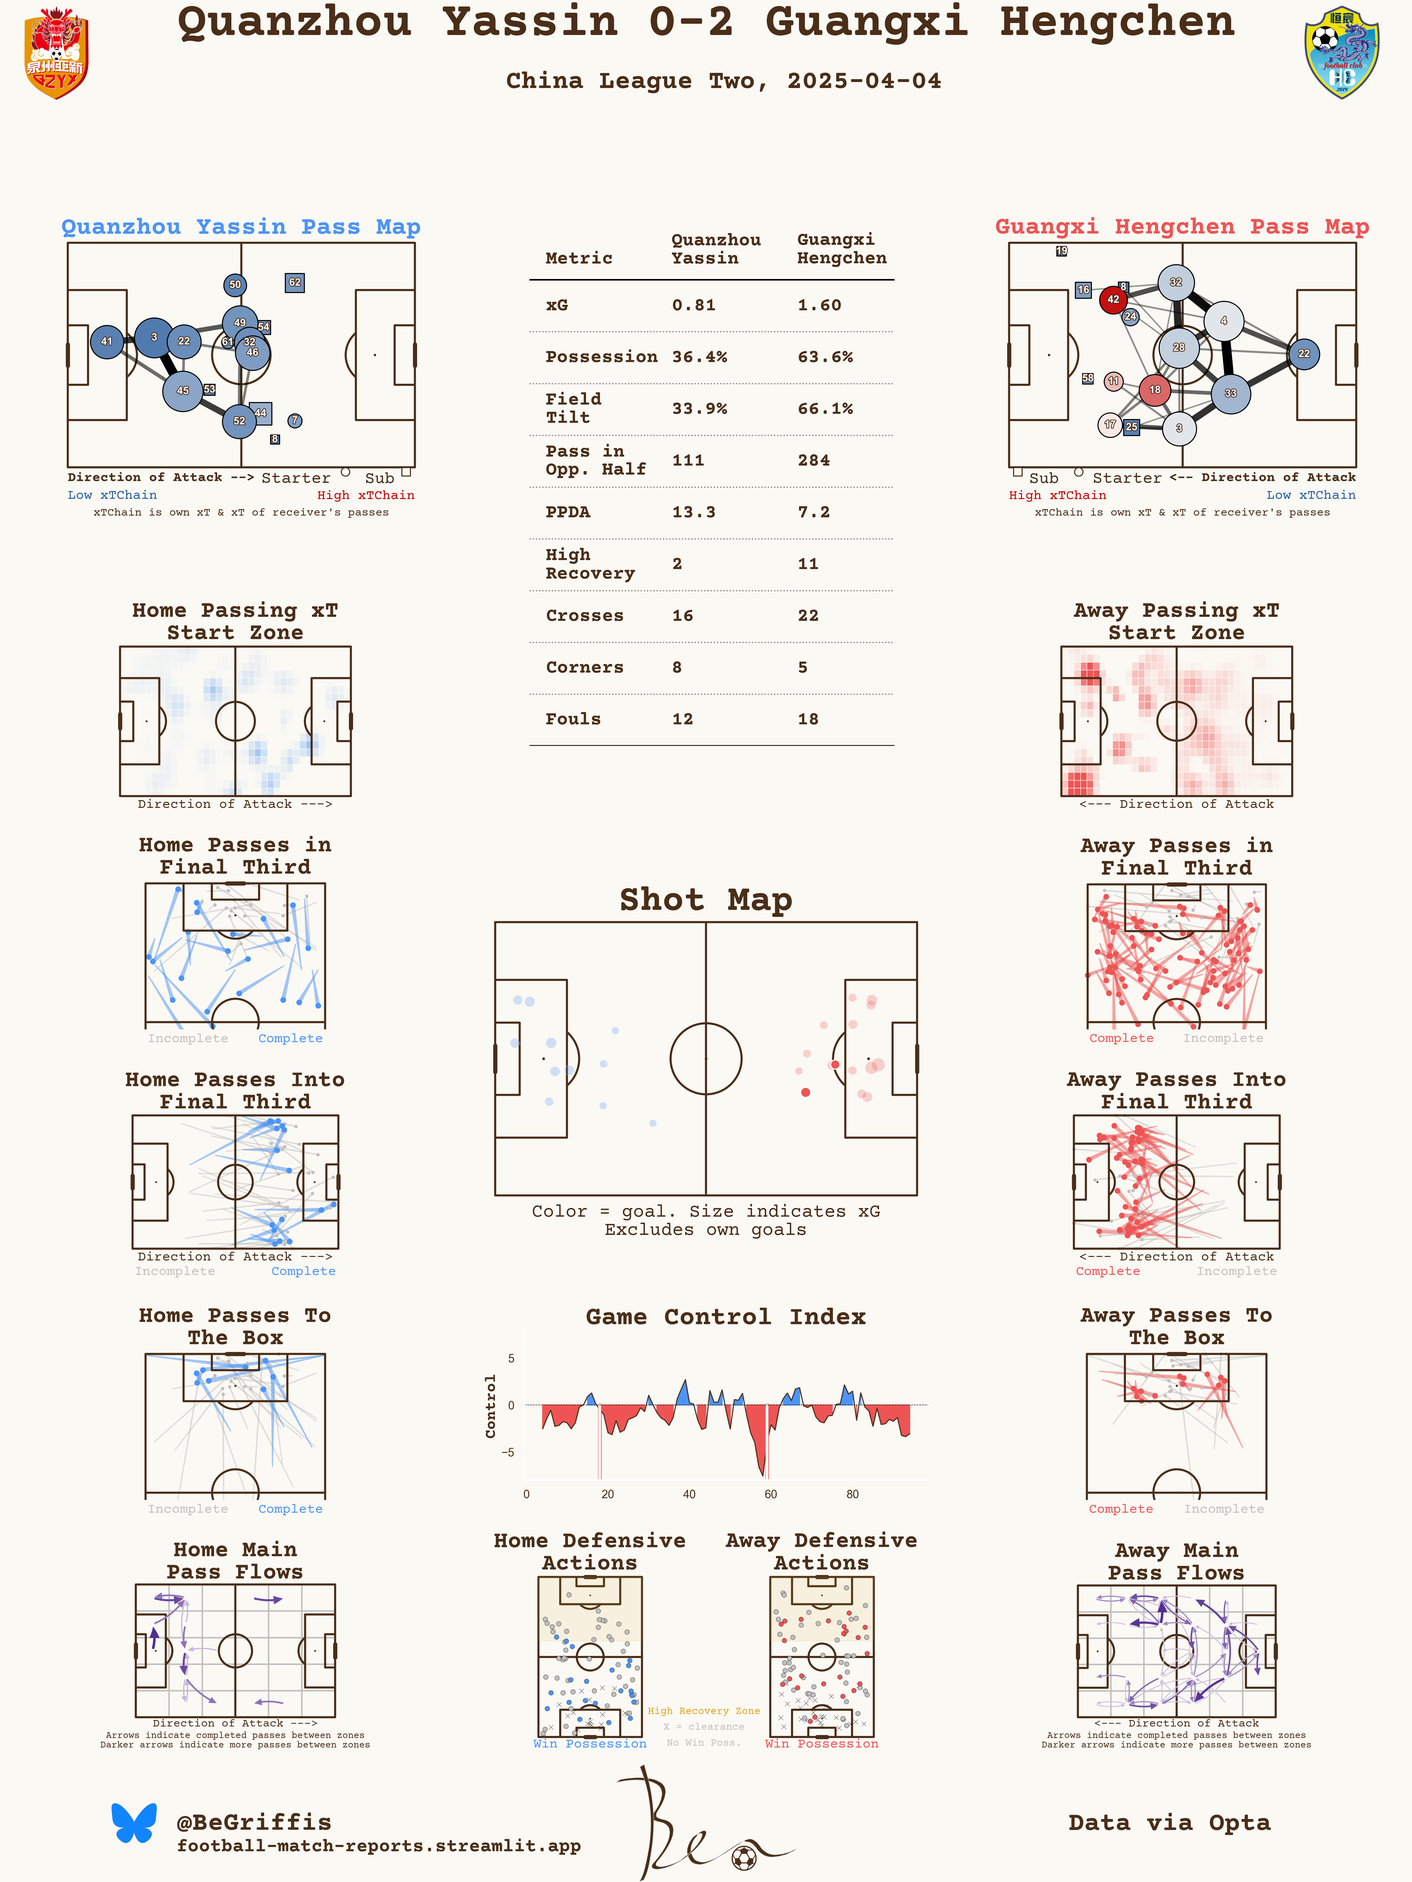 Quanzhou Yassin 0-2 Guangxi Hengchen
China League Two, 2025-04-04
泉州亚新
QZYX
恒宸
football club
HC
2019
Quanzhou Yassin Pass Map
50
62
49
54
41
3
22
61
32
46
45
53
52
44
7
8
Direction of Attack --> Starter Sub
Low xTChain High xTChain
xTChain is own xT & xT of receiver's passes
Metric Quanzhou Yassin Guangxi Hengchen
xG 0.81 1.60
Possession 36.4% 63.6%
Field Tilt 33.9% 66.1%
Pass in Opp. Half 111 284
PPDA 13.3 7.2
High Recovery 2 11
Crosses 16 22
Corners 8 5
Fouls 12 18
Guangxi Hengchen Pass Map
19
16
8
42
24
32
4
28
22
58
11
18
33
17
25
3
Sub Starter <-- Direction of Attack
High xTChain Low xTChain
xTChain is own xT & xT of receiver's passes
Home Passing xT
Start Zone
Direction of Attack --->
Away Passing xT
Start Zone
<--- Direction of Attack
Home Passes in
Final Third
Incomplete Complete
Away Passes in
Final Third
Complete Incomplete
Shot Map
Color = goal. Size indicates xG
Excludes own goals
Home Passes Into
Final Third
Direction of Attack --->
Incomplete Complete
Away Passes Into
Final Third
<--- Direction of Attack
Complete Incomplete
Home Passes To
The Box
Incomplete Complete
Game Control Index
Control
5
0
−5
0 20 40 60 80
Away Passes To
The Box
Complete Incomplete
Home Main
Pass Flows
Direction of Attack --->
Arrows indicate completed passes between zones
Darker arrows indicate more passes between zones
Home Defensive
Actions
Win Possession
High Recovery Zone
X = clearance
No Win Poss.
Away Defensive
Actions
Win Possession
Away Main
Pass Flows
<--- Direction of Attack
Arrows indicate completed passes between zones
Darker arrows indicate more passes between zones
@BeGriffis
football-match-reports.streamlit.app
Ben
Data via Opta